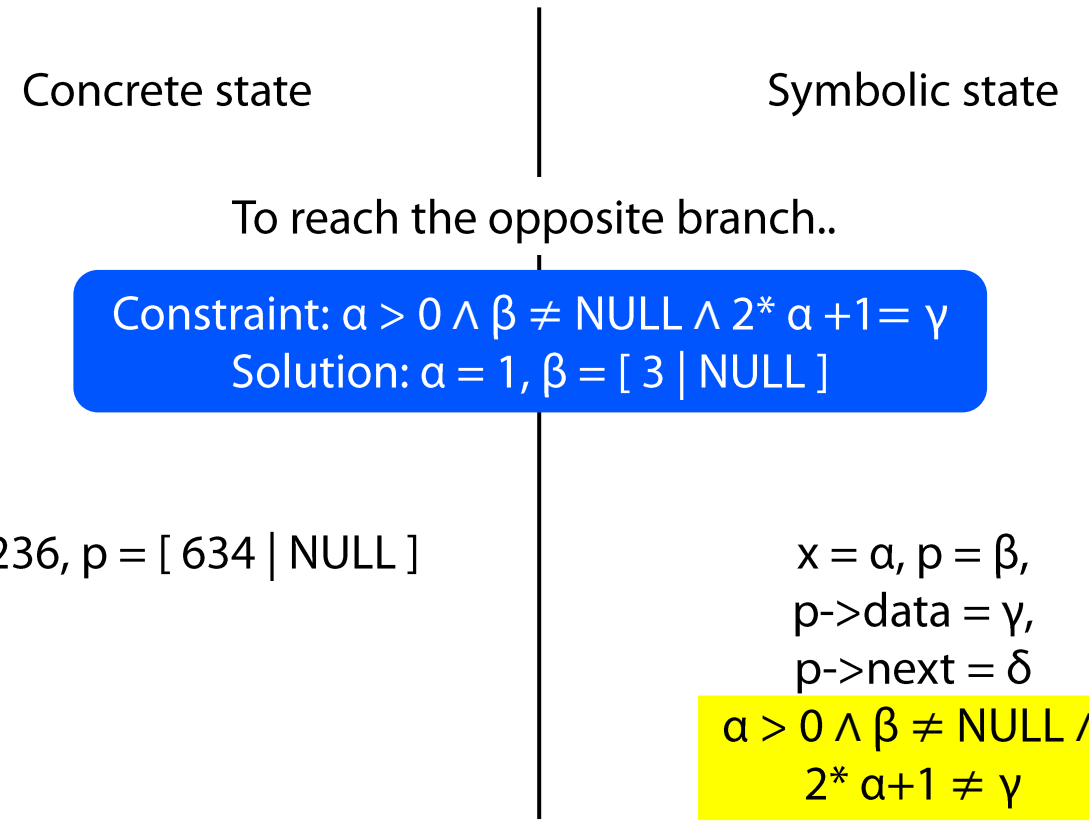 Concrete state
Symbolic state
To reach the opposite branch..
Constraint: α > 0 ∧ β ≠ NULL ∧ 2* α +1= γ
Solution: α = 1, β = [ 3 | NULL ]
236, p = [ 634 | NULL ]
x = α, p = β,
p->data = γ,
p->next = δ
α > 0 ∧ β ≠ NULL ∧
2* α+1 ≠ γ